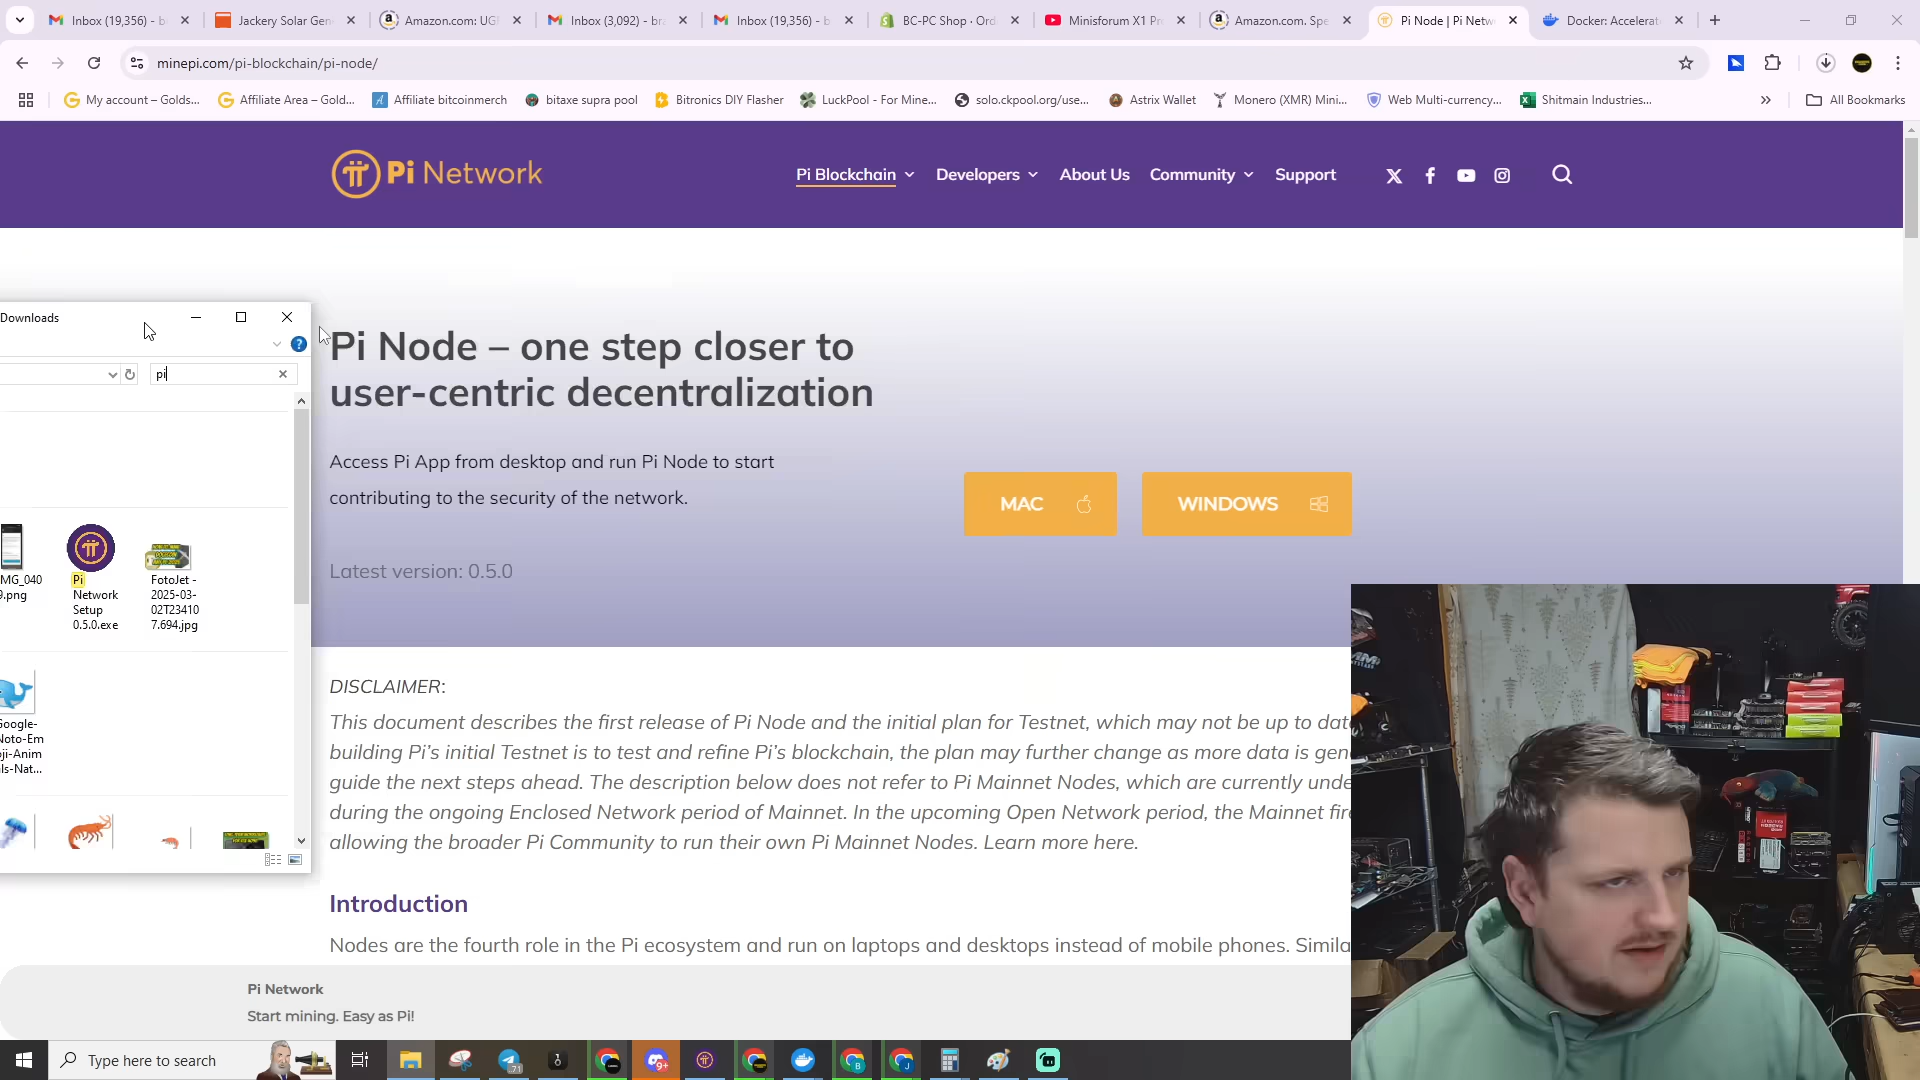 Inbox (19,356) - b
Jackery Solar Gen
Amazon.com: UG
Inbox (3,092) - bra
Inbox (19,356) - b
BC-PC Shop · Ord
Minisforum X1 Pr
Amazon.com. Spe
Pi Node | Pi Netw
Docker: Accelerat
minepi.com/pi-blockchain/pi-node/
My account – Golds...
Affiliate Area – Gold...
Affiliate bitcoinmerch
bitaxe supra pool
Bitronics DIY Flasher
LuckPool - For Mine...
solo.ckpool.org/use...
Astrix Wallet
Monero (XMR) Mini...
Web Multi-currency...
Shitmain Industries...
All Bookmarks
Pi Network
Pi Blockchain
Developers
About Us
Community
Support
Downloads
pi
MG_040
9.png
Pi
Network
Setup
0.5.0.exe
FotoJet -
2025-03-
02T23410
7.694.jpg
Google-
Noto-Em
oji-Anim
als-Nat...
Pi Node – one step closer to
user-centric decentralization
Access Pi App from desktop and run Pi Node to start
contributing to the security of the network.
MAC
WINDOWS
Latest version: 0.5.0
DISCLAIMER:
This document describes the first release of Pi Node and the initial plan for Testnet, which may not be up to dat
building Pi's initial Testnet is to test and refine Pi's blockchain, the plan may further change as more data is gen
guide the next steps ahead. The description below does not refer to Pi Mainnet Nodes, which are currently und
during the ongoing Enclosed Network period of Mainnet. In the upcoming Open Network period, the Mainnet fir
allowing the broader Pi Community to run their own Pi Mainnet Nodes. Learn more here.
Introduction
Nodes are the fourth role in the Pi ecosystem and run on laptops and desktops instead of mobile phones. Simila
Pi Network
Start mining. Easy as Pi!
Type here to search